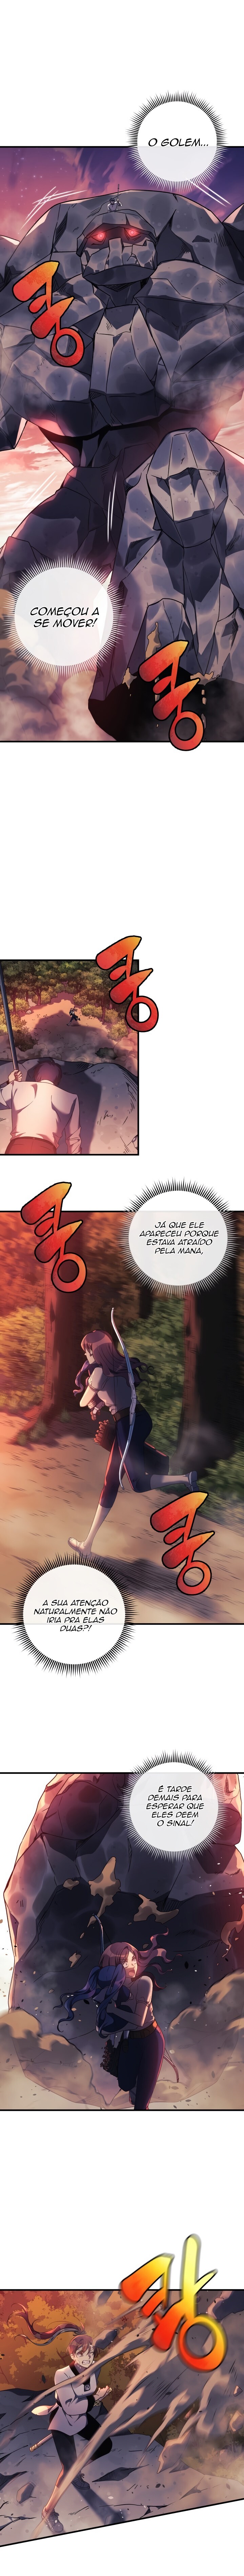 O GOLEM...
쿵
COMEÇOU A
SE MOVER!
쿵
쿵
쿵
JÁ QUE ELE
APARECEU PORQUE
ESTAVA ATRAÍDO
PELA MANA,
쿵
A SUA ATENÇÃO
NATURALMENTE NÃO
IRIA PRA ELAS
DUAS?!
É TARDE
DEMAIS PARA
ESPERAR QUE
ELES DEEM
O SINAL!
쾅